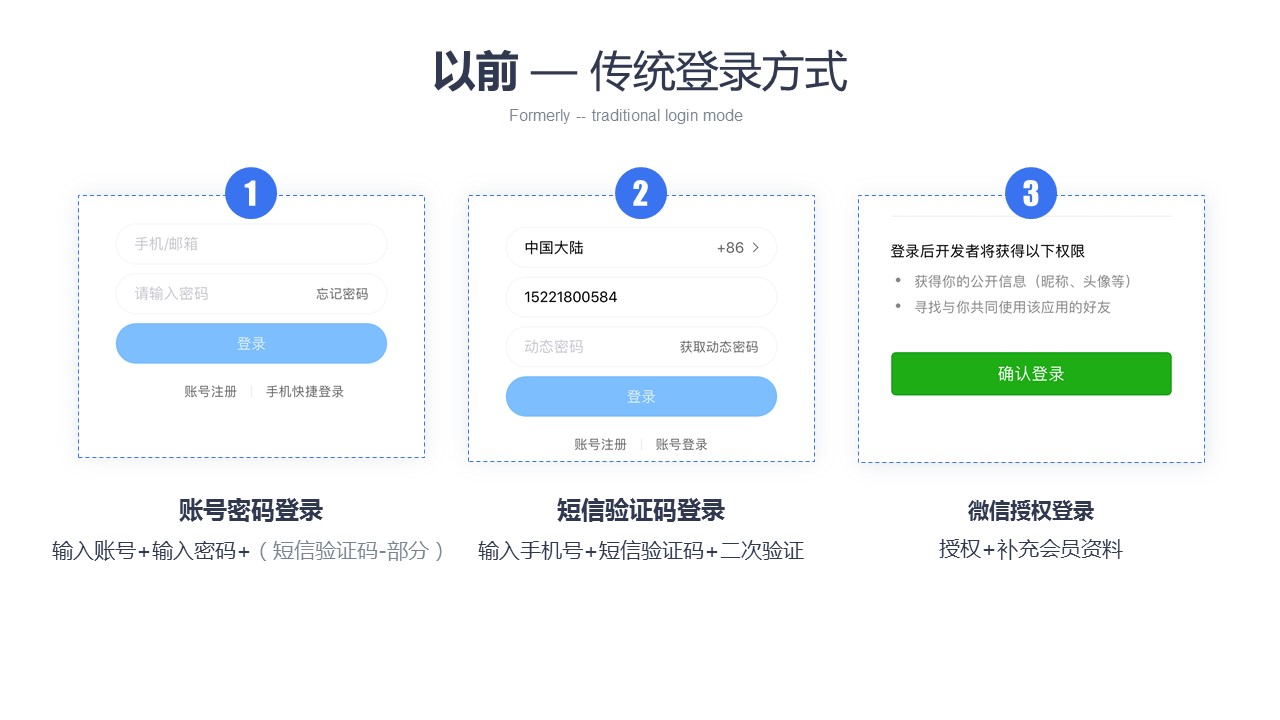 以前 — 传统登录方式
Formerly -- traditional login mode
1
手机/邮箱
请输入密码 忘记密码
登录
账号注册 | 手机快捷登录
账号密码登录
输入账号+输入密码+（短信验证码-部分）
2
中国大陆 +86 >
15221800584
动态密码 获取动态密码
登录
账号注册 | 账号登录
短信验证码登录
输入手机号+短信验证码+二次验证
3
登录后开发者将获得以下权限
• 获得你的公开信息（昵称、头像等）
• 寻找与你共同使用该应用的好友
确认登录
微信授权登录
授权+补充会员资料